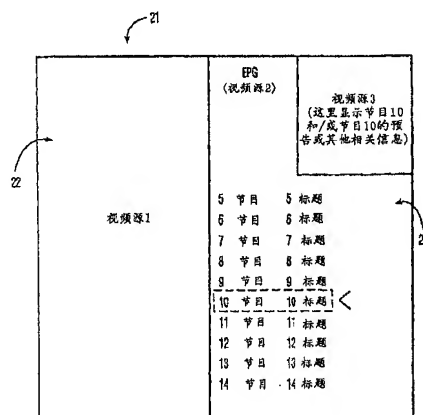 21
EPG
(视频源2)
视频源3
(这里显示节目10
和/或节目10的预
告或其他相关信息)
22
视频源1
5 节目 5 标题
6 节目 6 标题
7 节目 7 标题
8 节目 8 标题
9 节目 9 标题
10 节目 10 标题
11 节目 11 标题
12 节目 12 标题
13 节目 13 标题
14 节目 14 标题